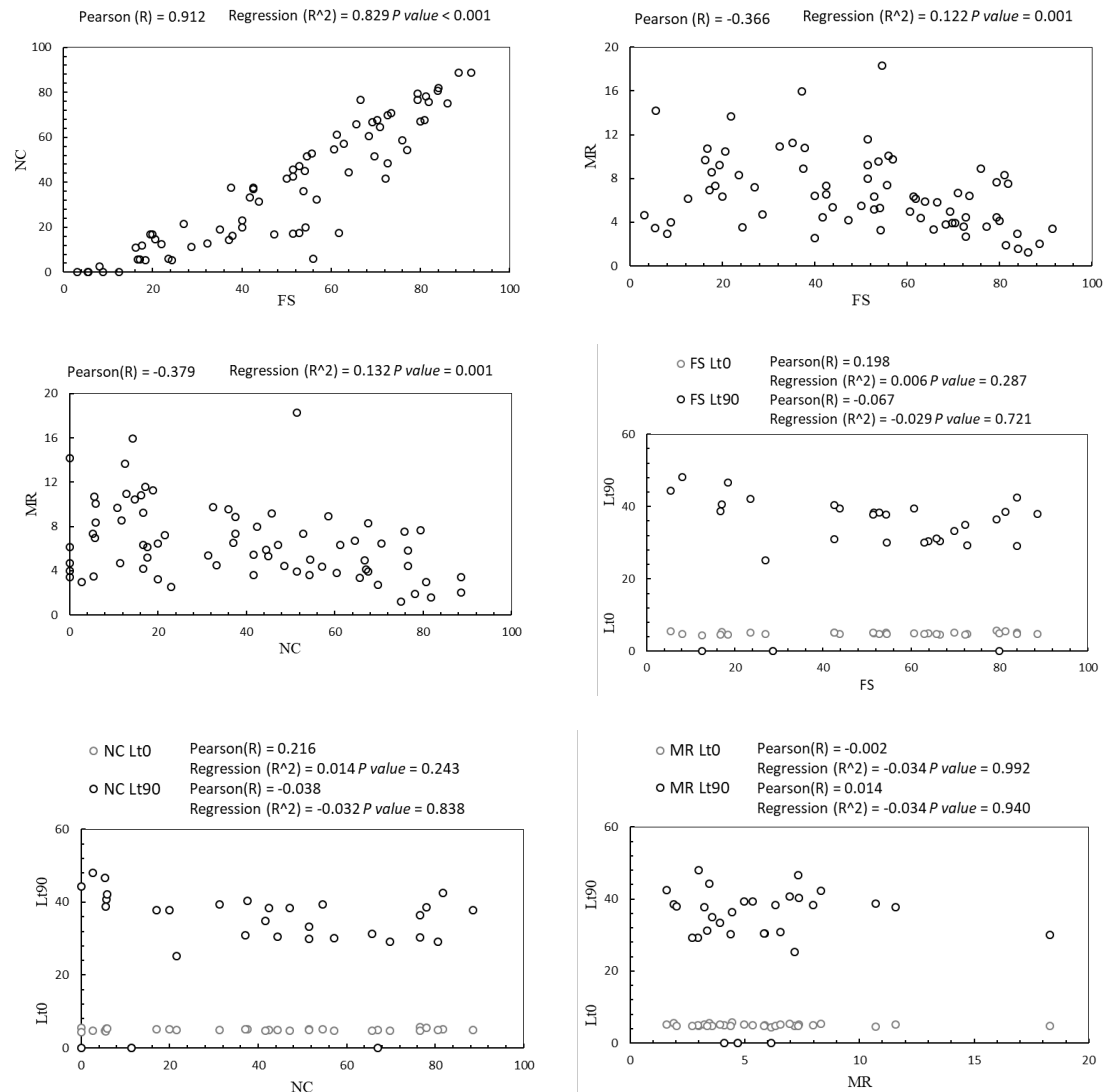 Pearson (R) = 0.912 Regression (R^2) = 0.829 P value < 0.001
100
80
60
40
20
0
NC
0 20 40 60 80 100
FS
Pearson (R) = -0.366 Regression (R^2) = 0.122 P value = 0.001
20
16
12
8
4
0
MR
0 20 40 60 80 100
FS
Pearson(R) = -0.379 Regression (R^2) = 0.132 P value = 0.001
20
16
12
8
4
0
MR
0 20 40 60 80 100
NC
FS Lt0 Pearson(R) = 0.198
Regression (R^2) = 0.006 P value = 0.287
FS Lt90 Pearson(R) = -0.067
Regression (R^2) = -0.029 P value = 0.721
60
40
20
0
Lt90
Lt0
0 20 40 60 80 100
FS
NC Lt0 Pearson(R) = 0.216
Regression (R^2) = 0.014 P value = 0.243
NC Lt90 Pearson(R) = -0.038
Regression (R^2) = -0.032 P value = 0.838
60
40
20
0
Lt90
Lt0
0 20 40 60 80 100
NC
MR Lt0 Pearson(R) = -0.002
Regression (R^2) = -0.034 P value = 0.992
MR Lt90 Pearson(R) = 0.014
Regression (R^2) = -0.034 P value = 0.940
60
40
20
0
Lt90
Lt0
0 5 10 15 20
MR